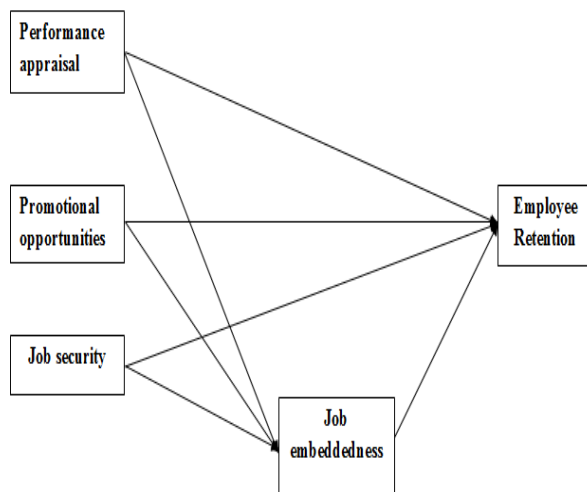 Performance
appraisal
Promotional
opportunities
Employee
Retention
Job security
Job
embeddedness